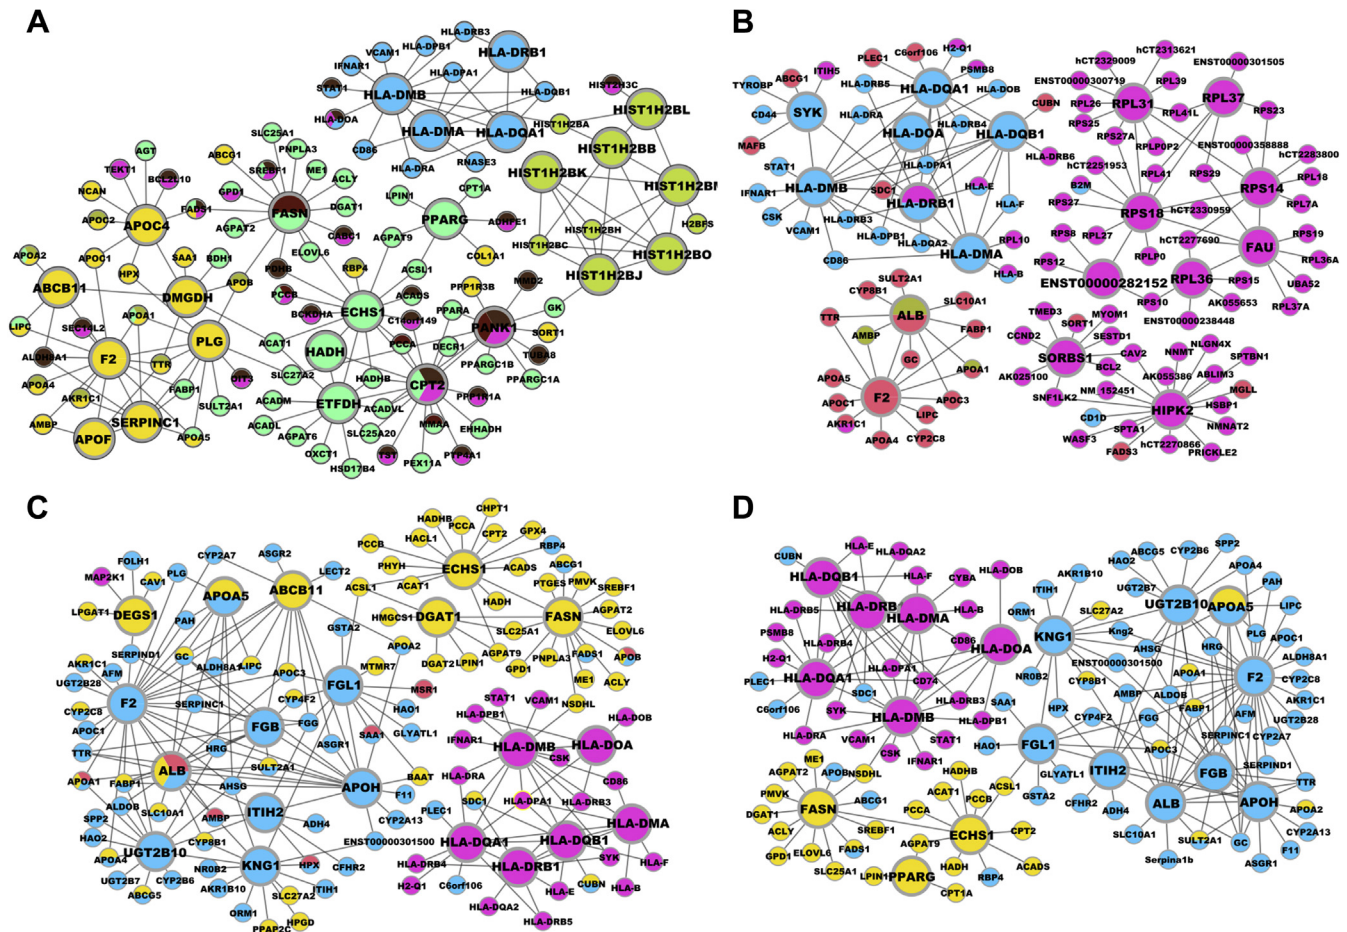 A
HLA-DRB3
VCAM1
HLA-DPB1
HLA-DRB1
IFNAR1
HLA-DPA1
STAT1
HLA-DMB
HLA-DQB1
HIST2H3C
HLA-DOA
HIST1H2BL
HLA-DMA
HLA-DQA1
HIST1H2BA
SLC25A1
CD86
HIST1H2BB
AGT
ABCG1
PNPLA3
HLA-DRA
RNASE3
HIST1H2BK
TEKT1
BCL2L10
SREBF1
ME1
ACLY
CPT1A
NCAN
GPD1
LPIN1
FADS1
FASN
DGAT1
PPARG
ADHFE1
APOC2
APOC4
AGPAT2
CABC1
HIST1H2BH
H2BFS
AGPAT9
HIST1H2BC
APOA2
APOC1
SAA1
BDH1
ELOVL6
COL1A1
HIST1H2BO
HPX
PDHB
RBP4
ACSL1
MMD2
HIST1H2BJ
ABCB11
DMGDH
APOB
PCCB
ACADS
PPP1R3B
LIPC
APOA1
BCKDHA
ECHS1
C14orf149
PPARA
GK
SEC14L2
PLG
PCCA
PANK1
SORT1
ACAT1
HADH
DECR1
TUBA8
ALDH8A1
F2
TTR
PPARGC1B
SLC27A2
HADHB
PPARGC1A
APOA4
FABP1
OIT3
CPT2
AKR1C1
SULT2A1
ACADM
ETFDH
ACADVL
PPP1R1A
AMBP
SERPINC1
ACADL
MMAA
EHHADH
APOF
APOA5
AGPAT6
SLC25A20
OXCT1
TST
PEX11A
PTP4A1
HSD17B4
B
C6orf106
H2-Q1
hCT2313621
PLEC1
ITIH5
PSMB8
hCT2329009
ENST00000301505
ABCG1
TYROBP
HLA-DRB5
HLA-DQA1
HLA-DOB
ENST00000300719
RPL39
CUBN
RPL26
RPL31
RPL37
SYK
HLA-DRA
HLA-DRB4
RPL41L
RPS23
CD44
HLA-DOA
HLA-DQB1
RPS25
RPS27A
MAFB
RPLP0P2
ENST00000358888
HLA-DPA1
HLA-DRB6
hCT2251953
hCT2283800
STAT1
RPL41
RPS29
RPL18
IFNAR1
HLA-DMB
SDC1
HLA-E
B2M
RPS14
HLA-DRB1
HLA-F
RPS27
RPS18
hCT2330959
RPL7A
CSK
HLA-DRB3
VCAM1
HLA-DPB1
HLA-DQA2
RPL10
RPS8
RPL27
hCT2277690
FAU
RPS19
CD86
HLA-DMA
RPLP0
RPS12
RPL36A
HLA-B
ENST00000282152
RPL36
RPS15
UBA52
SULT2A1
CYP8B1
RPS10
AK055653
RPL37A
SLC10A1
TMED3
MYOM1
ENST00000238448
TTR
ALB
SORT1
FABP1
CCND2
SESTD1
AMBP
NLGN4X
GC
SORBS1
CAV2
NNMT
SPTBN1
APOA1
BCL2
ABLIM3
AK025100
AK055386
APOA5
SNF1LK2
NM_152451
MGLL
APOC1
F2
APOC3
HSBP1
LIPC
CD1D
HIPK2
AKR1C1
SPTA1
NMNAT2
APOA4
CYP2C8
WASF3
hCT2270866
FADS3
PRICKLE2
C
CHPT1
HADHB
PCCA
HACL1
CPT2
GPX4
PCCB
RBP4
ASGR2
CYP2A7
FOLH1
LECT2
PHYH
ECHS1
ACADS
ABCG1
MAP2K1
PLG
ACSL1
ACAT1
PTGES
PMVK
CAV1
SREBF1
APOA5
ABCB11
HADH
LPGAT1
DEGS1
HMGCS1
DGAT1
FASN
AGPAT2
PAH
GSTA2
SLC25A1
ELOVL6
SERPIND1
GC
APOA2
AGPAT9
FADS1
APOB
AKR1C1
AFM
ALDH8A1
LIPC
APOC3
MTMR7
DGAT2
LPIN1
PNPLA3
GPD1
ME1
ACLY
UGT2B28
FGL1
MSR1
STAT1
VCAM1
NSDHL
F2
SERPINC1
CYP4F2
CYP2C8
HAO1
HLA-DPB1
HLA-DOB
APOC1
FGB
FGG
SAA1
GLYATL1
IFNAR1
HLA-DMB
HLA-DOA
TTR
HRG
ASGR1
CSK
SULT2A1
ALB
HLA-DRA
CD86
APOA1
FABP1
AHSG
APOH
BAAT
F11
SDC1
HLA-DPA1
HLA-DRB3
ALDOB
SLC10A1
PLEC1
HLA-DMA
SPP2
AMBP
ITIH2
CYP2A13
HAO2
ADH4
HLA-DQA1
HLA-DQB1
APOA4
UGT2B10
CYP8B1
ENST00000301500
SYK
HLA-F
UGT2B7
CYP2B6
NR0B2
KNG1
HPX
CFHR2
HLA-DRB4
HLA-DRB1
ABCG5
AKR1B10
SLC27A2
ITIH1
H2-Q1
C6orf106
HLA-E
CUBN
HLA-B
ORM1
HLA-DQA2
HLA-DRB5
PPAP2C
HPGD
D
HLA-E
SPP2
CUBN
HLA-DQA2
ABCG5
CYP2B6
HAO2
HLA-DOB
APOA4
HLA-DQB1
HLA-F
CYBA
AKR1B10
UGT2B7
PAH
ITIH1
HLA-DRB5
HLA-DMA
HLA-B
ORM1
SLC27A2
UGT2B10
APOA5
LIPC
PSMB8
HLA-DRB4
CD86
KNG1
Kng2
PLG
APOC1
H2-Q1
HLA-DOA
AHSG
HRG
ALDH8A1
HLA-DPA1
ENST00000301500
PLEC1
HLA-DQA1
CD74
NR0B2
CYP8B1
APOA1
F2
CYP2C8
SDC1
AMBP
ALDOB
AKR1C1
C6orf106
SYK
HLA-DRB3
SAA1
HPX
FABP1
AFM
HLA-DMB
HLA-DPB1
CYP4F2
FGG
UGT2B28
HLA-DRA
VCAM1
STAT1
SERPINC1
CYP2A7
CSK
HAO1
FGL1
APOC3
ME1
IFNAR1
SERPIND1
AGPAT2
APOB
NSDHL
HADHB
GLYATL1
ITIH2
FGB
TTR
PMVK
ACAT1
PCCB
ACSL1
GSTA2
DGAT1
FASN
ABCG1
PCCA
CFHR2
ALB
APOH
APOA2
ACLY
SREBF1
ECHS1
CPT2
ADH4
CYP2A13
GPD1
ELOVL6
FADS1
AGPAT9
SLC10A1
SULT2A1
GC
F11
SLC25A1
HADH
ACADS
Serpina1b
ASGR1
LPIN1
PPARG
RBP4
CPT1A